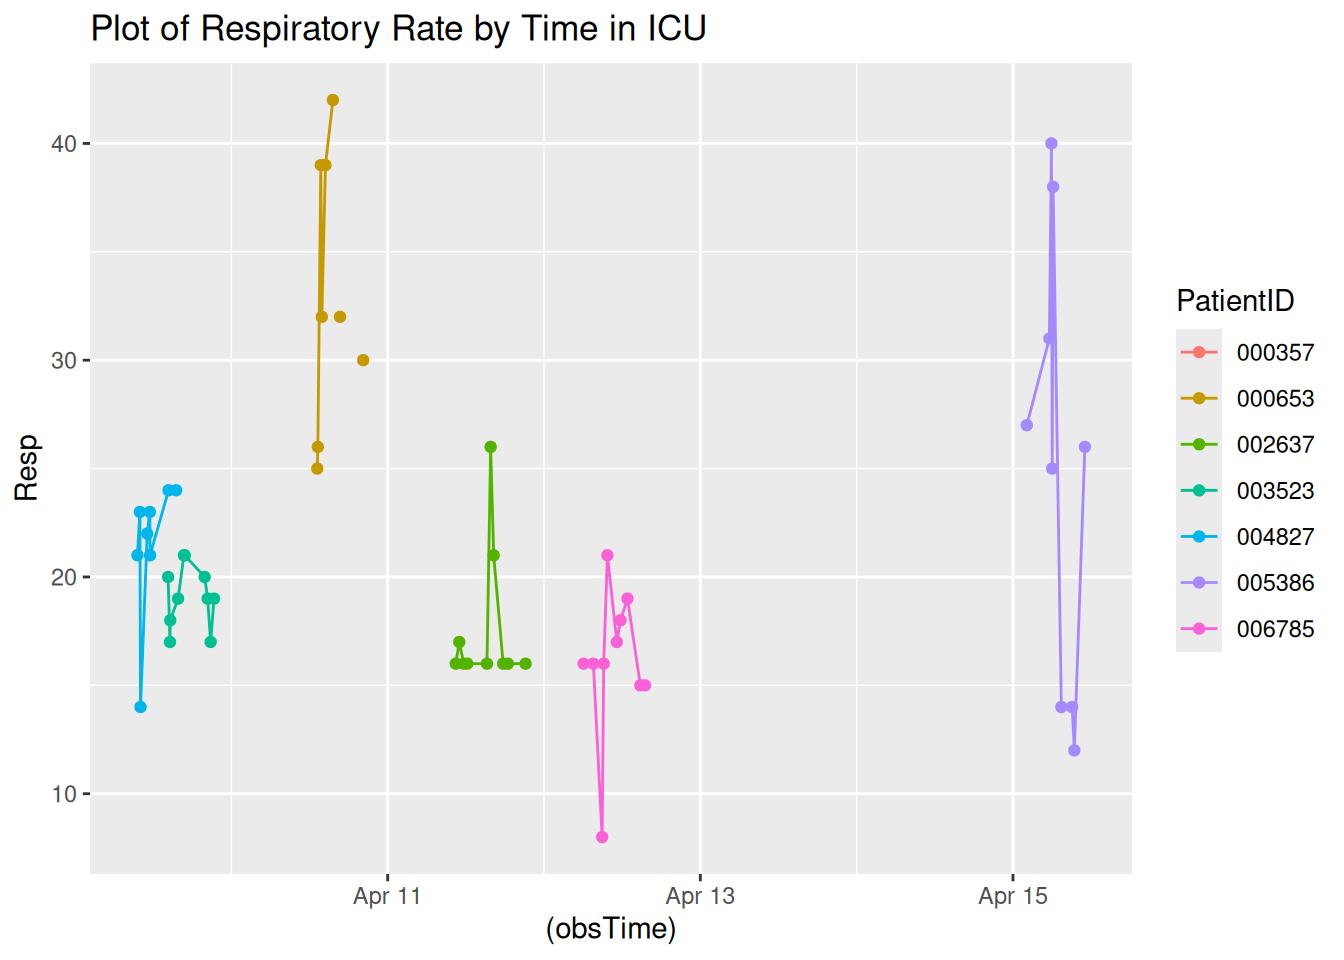 Plot of Respiratory Rate by Time in ICU
Resp
40
30
20
10
Apr 11 Apr 13 Apr 15
(obsTime)
PatientID
000357
000653
002637
003523
004827
005386
006785